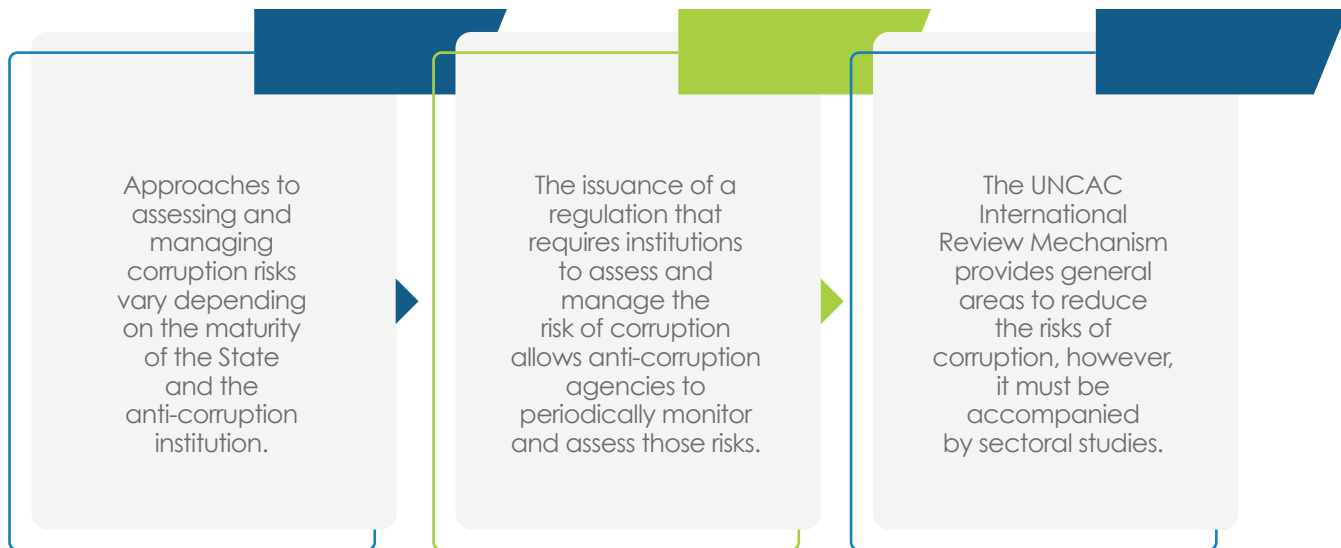 Approaches to
assessing and
managing
corruption risks
vary depending
on the maturity
of the State
and the
anti-corruption
institution.
The issuance of a
regulation that
requires institutions
to assess and
manage the
risk of corruption
allows anti-corruption
agencies to
periodically monitor
and assess those risks.
The UNCAC
International
Review Mechanism
provides general
areas to reduce
the risks of
corruption, however,
it must be
accompanied
by sectoral studies.